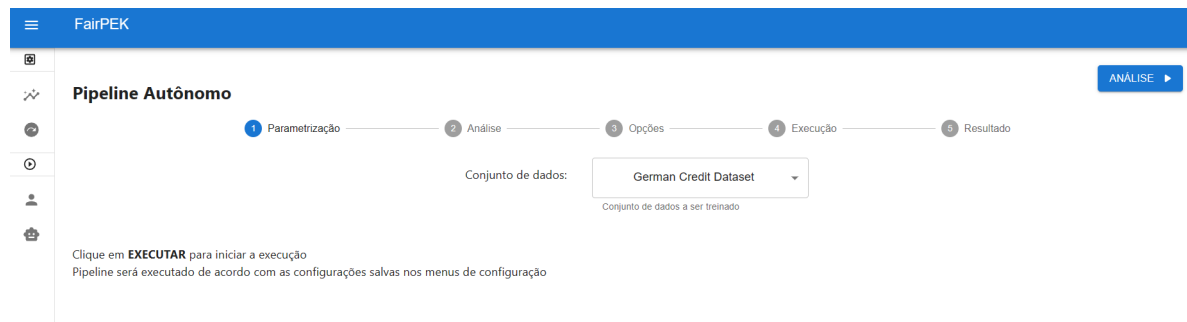 FairPEK
ANÁLISE
Pipeline Autônomo
1 Parametrização 2 Análise 3 Opções 4 Execução 5 Resultado
Conjunto de dados: German Credit Dataset
Conjunto de dados a ser treinado
Clique em EXECUTAR para iniciar a execução
Pipeline será executado de acordo com as configurações salvas nos menus de configuração